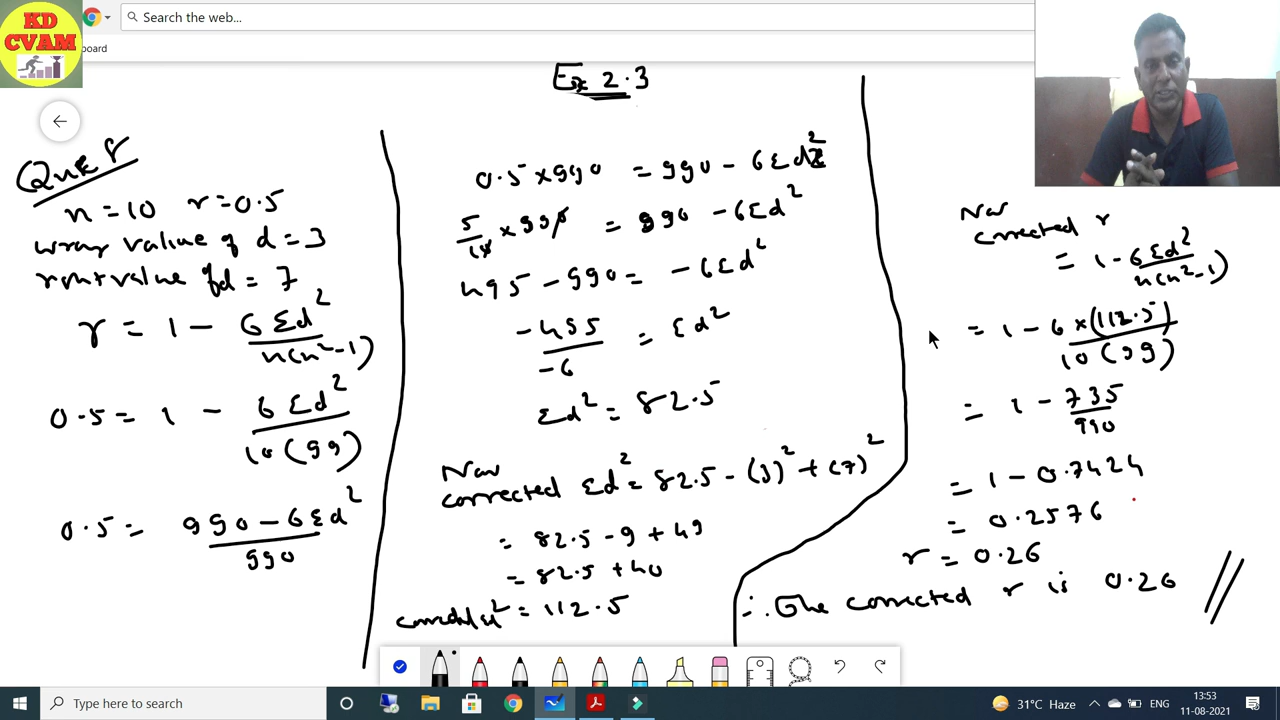 KD
CVAM
Search the web...
board
Ex 2.3
Que 8
n = 10 r = 0.5
wrong value of d = 3
right value of d = 7
r = 1 - 6Σd²/n(n²-1)
0.5 = 1 - 6Σd²/10(99)
0.5 = 990 - 6Σd²/990
0.5 × 990 = 990 - 6Σd²
5/10 × 990 = 990 - 6Σd²
495 - 990 = -6Σd²
-495/-6 = Σd²
Σd² = 82.5
Now
corrected Σd² = 82.5 - (3)² + (7)²
= 82.5 - 9 + 49
= 82.5 + 40
= 112.5
Now
corrected r
= 1 - 6Σd²/n(n²-1)
= 1 - 6 × (112.5)/10(99)
= 1 - 735/990
= 1 - 0.7424
= 0.2576
r = 0.26
∴ The corrected r is 0.26
Type here to search
31°C Haze
ENG
13:53
11-08-2021